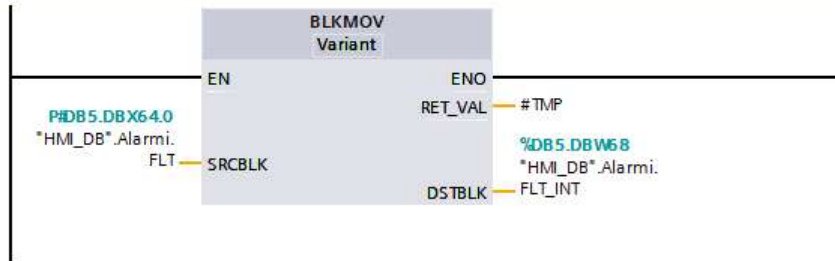 BLKMOV
Variant
EN
ENO
RET_VAL
#TMP
P#DB5.DBX64.0
"HMI_DB".Alarmi.
FLT
SRCBLK
%DB5.DBW68
"HMI_DB".Alarmi.
DSTBLK
FLT_INT